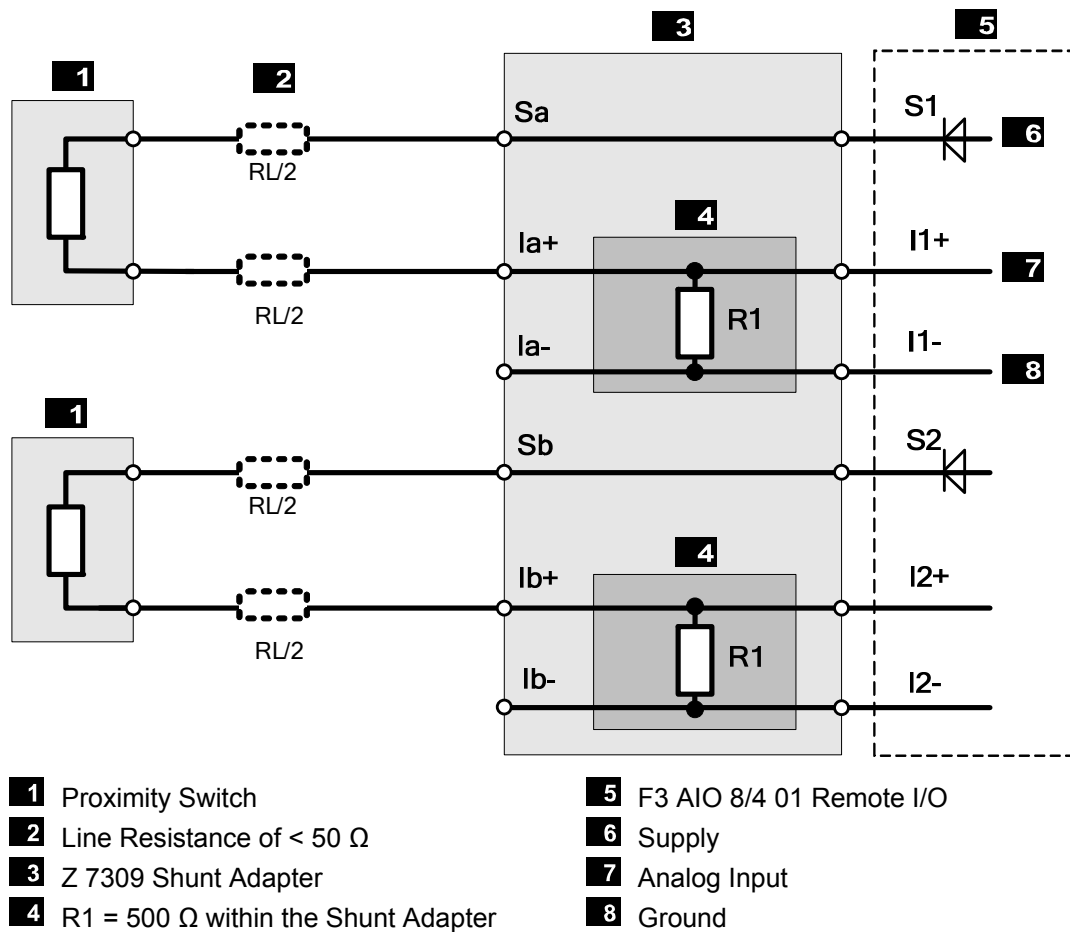 3 5
1 2
Sa S1 6
RL/2
4
Ia+ I1+ 7
R1
RL/2
Ia- I1- 8
1
Sb S2
RL/2
4
Ib+ I2+
R1
RL/2
Ib- I2-
1 Proximity Switch
2 Line Resistance of < 50 Ω
3 Z 7309 Shunt Adapter
4 R1 = 500 Ω within the Shunt Adapter
5 F3 AIO 8/4 01 Remote I/O
6 Supply
7 Analog Input
8 Ground